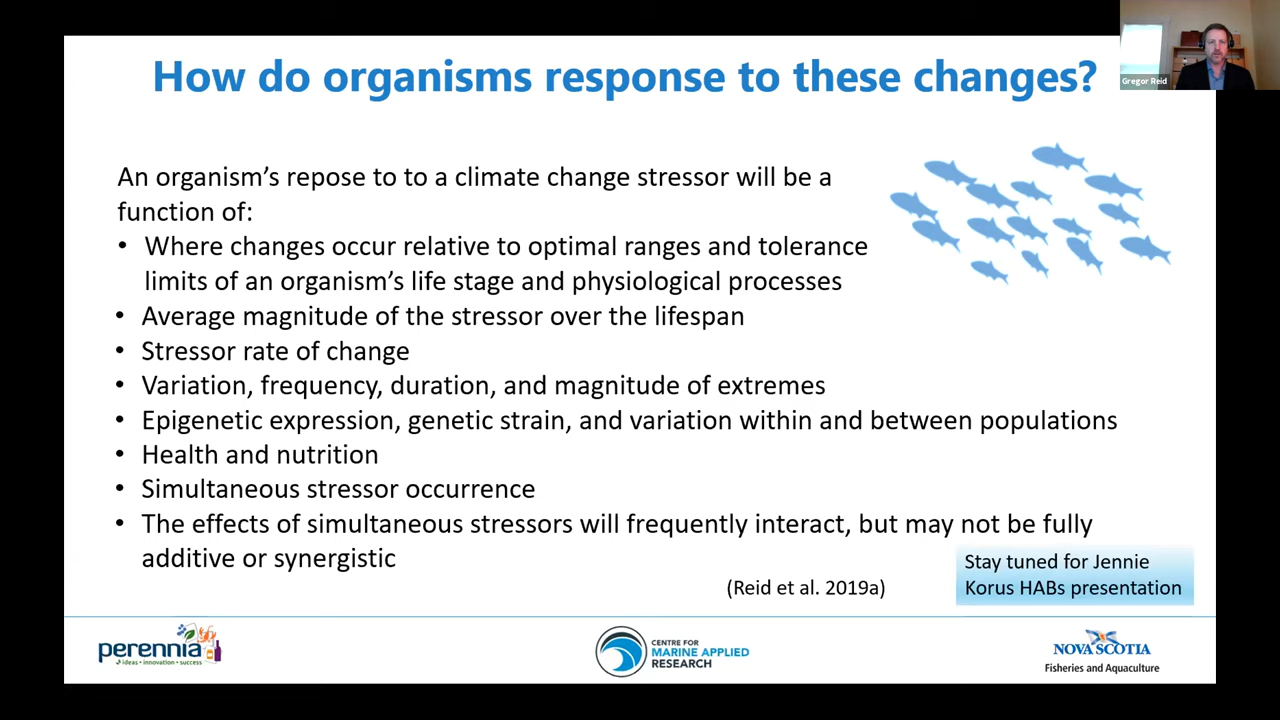 How do organisms response to these changes?
Gregor Reid
An organism's repose to to a climate change stressor will be a
function of:
• Where changes occur relative to optimal ranges and tolerance
limits of an organism's life stage and physiological processes
• Average magnitude of the stressor over the lifespan
• Stressor rate of change
• Variation, frequency, duration, and magnitude of extremes
• Epigenetic expression, genetic strain, and variation within and between populations
• Health and nutrition
• Simultaneous stressor occurrence
• The effects of simultaneous stressors will frequently interact, but may not be fully
additive or synergistic
(Reid et al. 2019a)
Stay tuned for Jennie
Korus HABs presentation
perennia
ideas • innovation • success
CENTRE FOR
MARINE APPLIED
RESEARCH
NOVA SCOTIA
Fisheries and Aquaculture